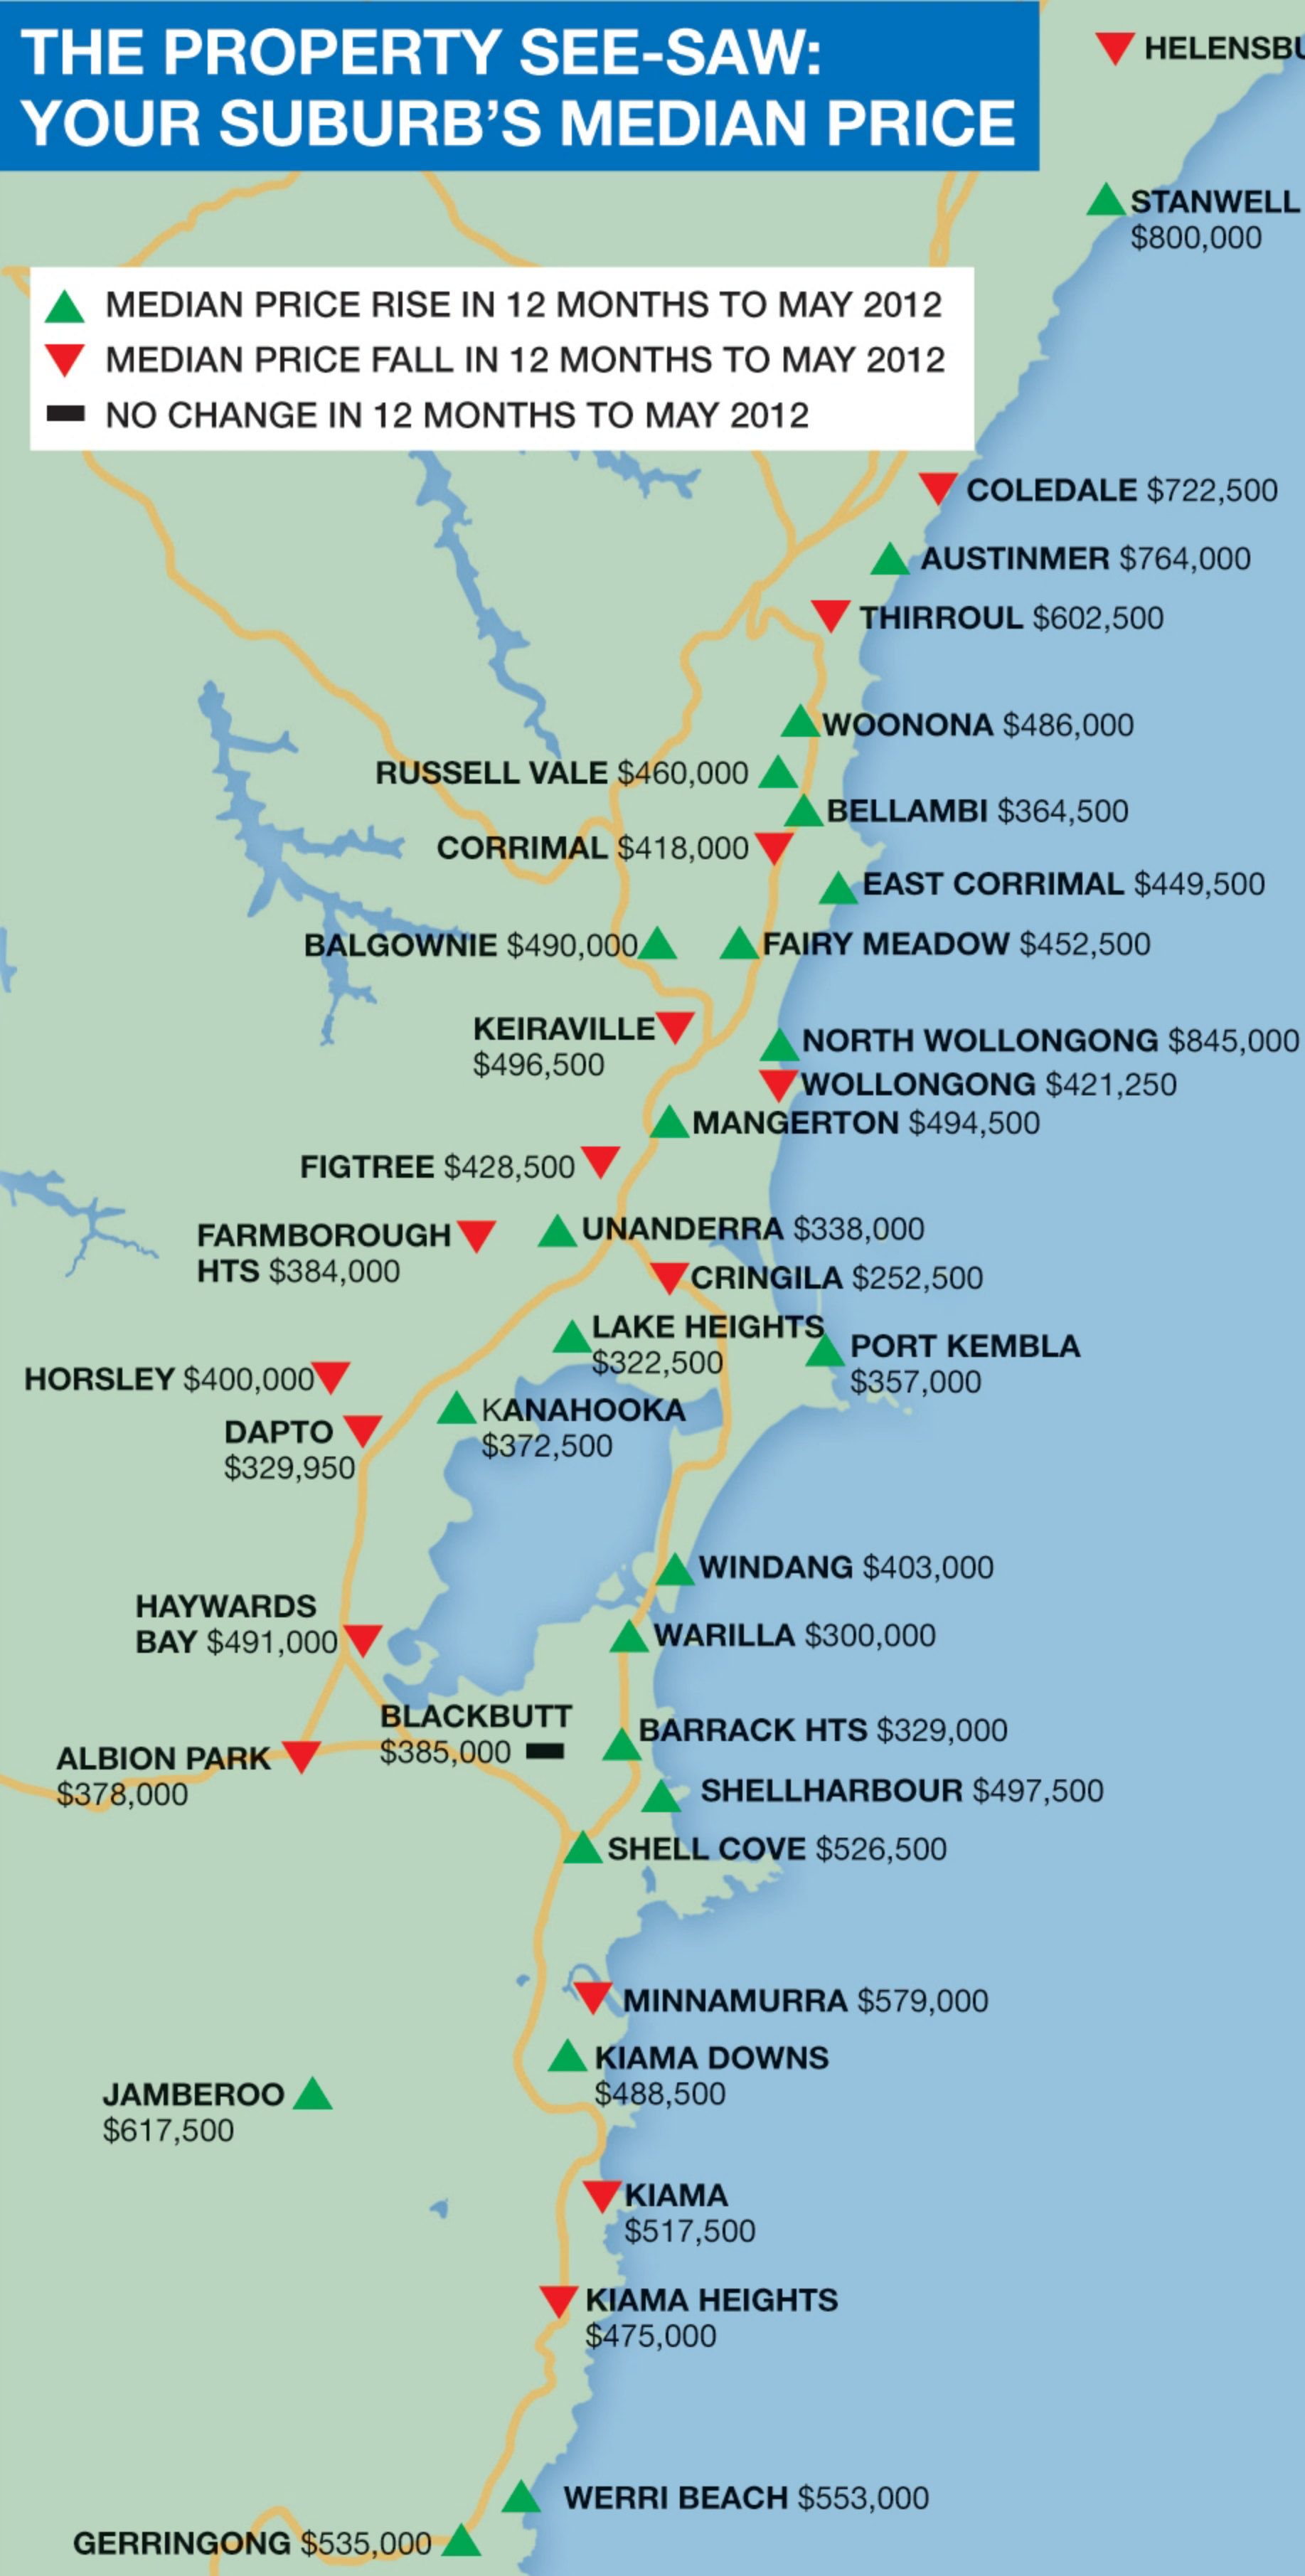 THE PROPERTY SEE-SAW:
YOUR SUBURB'S MEDIAN PRICE
HELENSBU
STANWELL
$800,000
MEDIAN PRICE RISE IN 12 MONTHS TO MAY 2012
MEDIAN PRICE FALL IN 12 MONTHS TO MAY 2012
NO CHANGE IN 12 MONTHS TO MAY 2012
COLEDALE $722,500
AUSTINMER $764,000
THIRROUL $602,500
WOONONA $486,000
RUSSELL VALE $460,000
BELLAMBI $364,500
CORRIMAL $418,000
EAST CORRIMAL $449,500
BALGOWNIE $490,000
FAIRY MEADOW $452,500
KEIRAVILLE
$496,500
NORTH WOLLONGONG $845,000
WOLLONGONG $421,250
MANGERTON $494,500
FIGTREE $428,500
FARMBOROUGH
HTS $384,000
UNANDERRA $338,000
CRINGILA $252,500
LAKE HEIGHTS
$322,500
PORT KEMBLA
$357,000
HORSLEY $400,000
KANAHOOKA
$372,500
DAPTO
$329,950
WINDANG $403,000
HAYWARDS
BAY $491,000
WARILLA $300,000
BLACKBUTT
$385,000
BARRACK HTS $329,000
ALBION PARK
$378,000
SHELLHARBOUR $497,500
SHELL COVE $526,500
MINNAMURRA $579,000
KIAMA DOWNS
$488,500
JAMBEROO
$617,500
KIAMA
$517,500
KIAMA HEIGHTS
$475,000
WERRI BEACH $553,000
GERRINGONG $535,000